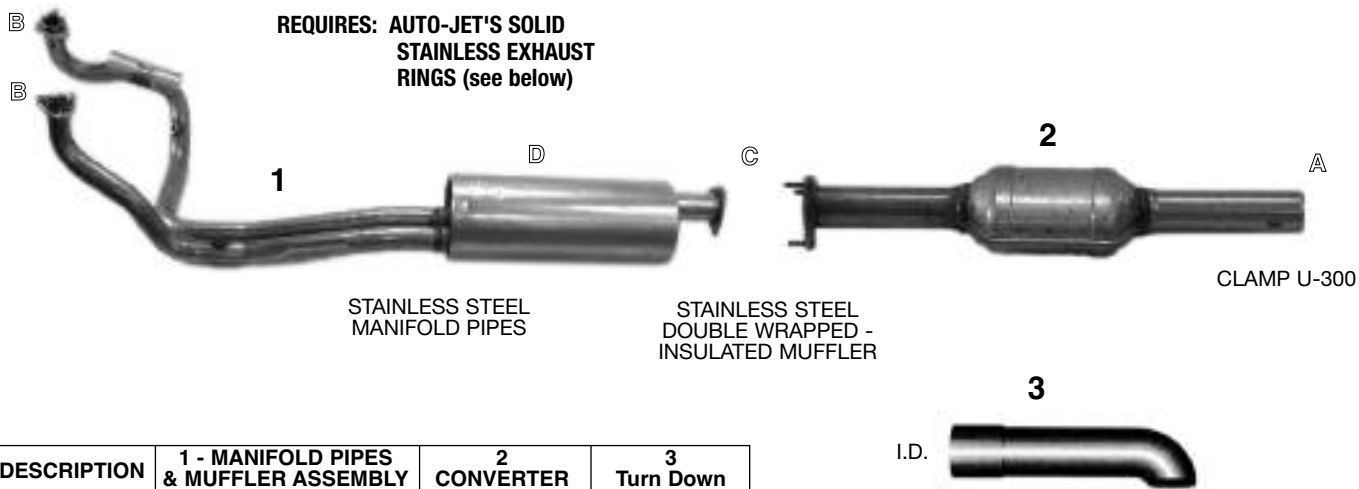 B
REQUIRES: AUTO-JET'S SOLID
STAINLESS EXHAUST
RINGS (see below)
B
1
D
C
2
A
CLAMP U-300
STAINLESS STEEL
MANIFOLD PIPES
STAINLESS STEEL
DOUBLE WRAPPED -
INSULATED MUFFLER
3
I.D.
DESCRIPTION
1 - MANIFOLD PIPES
& MUFFLER ASSEMBLY
2
CONVERTER
3
Turn Down